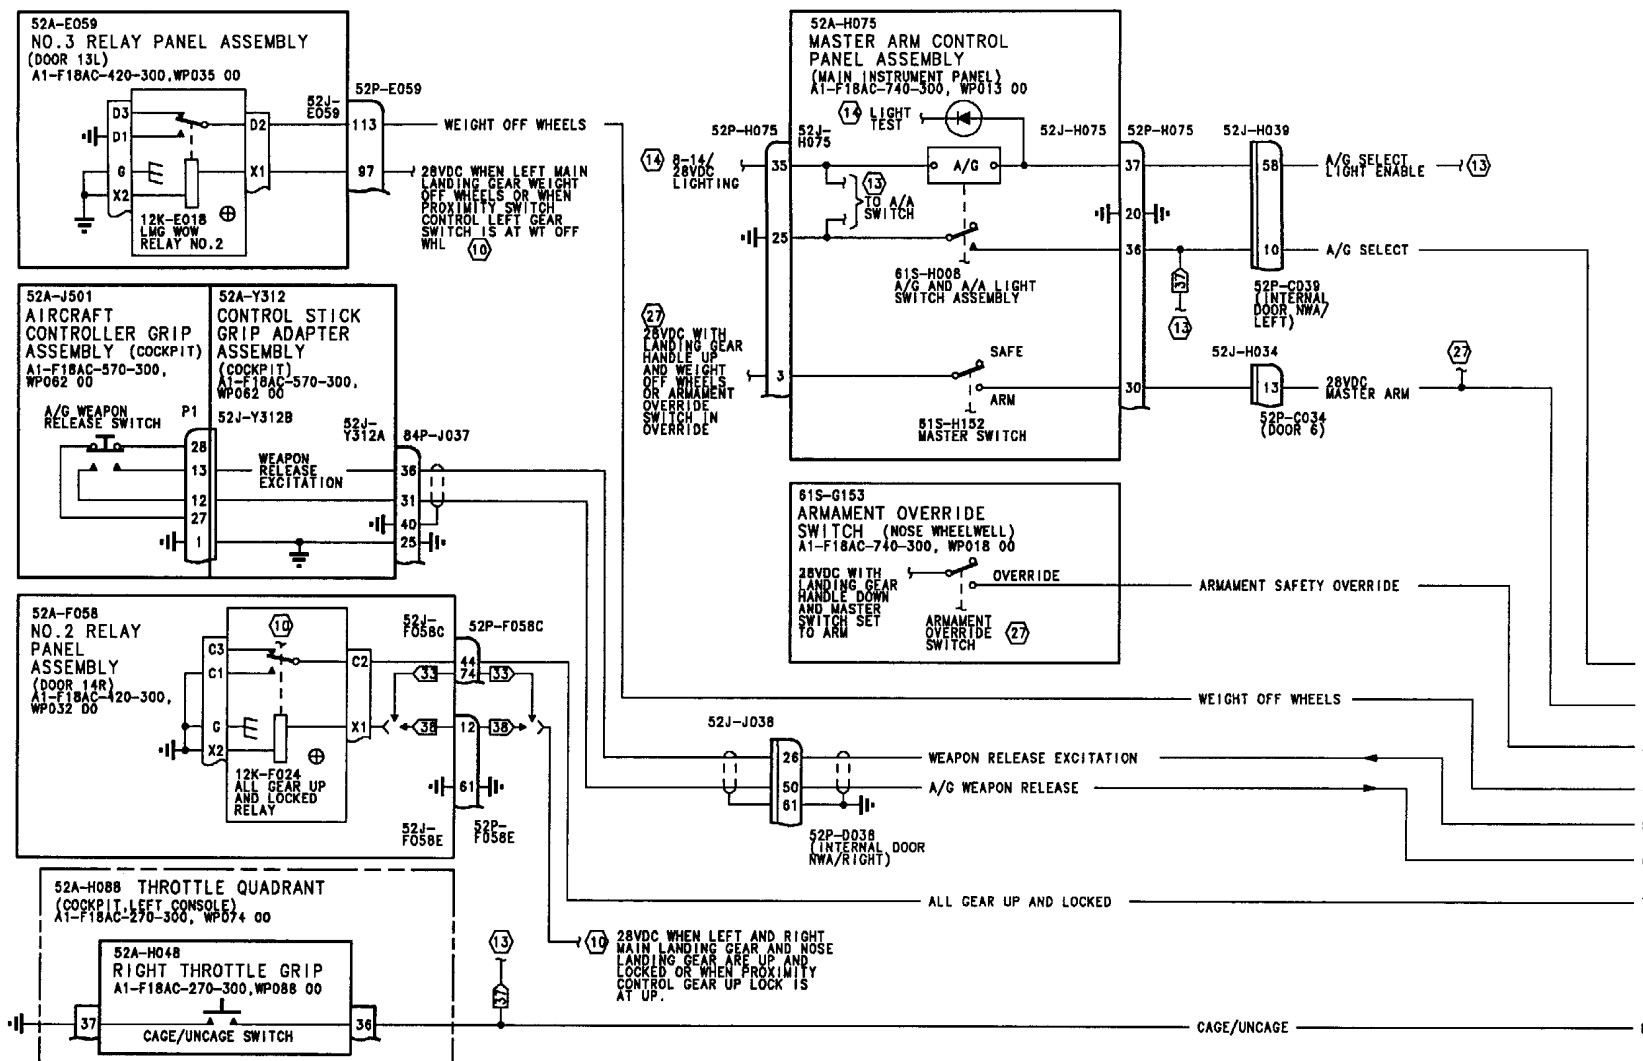 52A-E059
NO.3 RELAY PANEL ASSEMBLY
(DOOR 13L)
A1-F18AC-420-300,WP035 00
D3
D1
G
X2
D2
X1
12K-E018
LMG WOW
RELAY NO.2
52J-
E059
52P-E059
113
97
WEIGHT OFF WHEELS
28VDC WHEN LEFT MAIN
LANDING GEAR WEIGHT
OFF WHEELS OR WHEN
PROXIMITY SWITCH
CONTROL LEFT GEAR
SWITCH IS AT WT OFF
WHL
10
52A-J501
AIRCRAFT
CONTROLLER GRIP
ASSEMBLY (COCKPIT)
A1-F18AC-570-300,
WP062 00
A/G WEAPON
RELEASE SWITCH
P1
28
13
12
27
1
52A-Y312
CONTROL STICK
GRIP ADAPTER
ASSEMBLY
(COCKPIT)
A1-F18AC-570-300,
WP062 00
52J-Y312B
WEAPON
RELEASE
EXCITATION
52J-
Y312A
84P-J037
36
31
40
25
52A-F058
NO.2 RELAY
PANEL
ASSEMBLY
(DOOR 14R)
A1-F18AC-420-300,
WP032 00
10
C3
C1
G
X2
C2
X1
12K-F024
ALL GEAR UP
AND LOCKED
RELAY
52J-
F058C
52P-F058C
44
33
74
33
38
12
38
61
52J-
F058E
52P-
F058E
52A-H088 THROTTLE QUADRANT
(COCKPIT,LEFT CONSOLE)
A1-F18AC-270-300, WP074 00
52A-H048
RIGHT THROTTLE GRIP
A1-F18AC-270-300,WP088 00
37
36
CAGE/UNCAGE SWITCH
13
37
10
28VDC WHEN LEFT AND RIGHT
MAIN LANDING GEAR AND NOSE
LANDING GEAR ARE UP AND
LOCKED OR WHEN PROXIMITY
CONTROL GEAR UP LOCK IS
AT UP.
CAGE/UNCAGE
52A-H075
MASTER ARM CONTROL
PANEL ASSEMBLY
(MAIN INSTRUMENT PANEL)
A1-F18AC-740-300, WP013 00
14
LIGHT
TEST
52P-H075
52J-
H075
52J-H075
52P-H075
52J-H039
14
8-14/
28VDC
LIGHTING
35
A/G
37
58
A/G SELECT
LIGHT ENABLE
13
13
TO A/A
SWITCH
20
25
36
10
A/G SELECT
61S-H008
A/G AND A/A LIGHT
SWITCH ASSEMBLY
37
13
52P-C039
(INTERNAL
DOOR NWA/
LEFT)
27
28VDC WITH
LANDING GEAR
HANDLE UP
AND WEIGHT
OFF WHEELS
OR ARMAMENT
OVERRIDE
SWITCH IN
OVERRIDE
3
SAFE
ARM
30
61S-H152
MASTER SWITCH
52J-H034
13
52P-C034
(DOOR 6)
28VDC
MASTER ARM
27
61S-G153
ARMAMENT OVERRIDE
SWITCH (NOSE WHEELWELL)
A1-F18AC-740-300, WP018 00
28VDC WITH
LANDING GEAR
HANDLE DOWN
AND MASTER
SWITCH SET
TO ARM
OVERRIDE
ARMAMENT
OVERRIDE
SWITCH
27
ARMAMENT SAFETY OVERRIDE
WEIGHT OFF WHEELS
52J-J038
26
50
61
WEAPON RELEASE EXCITATION
A/G WEAPON RELEASE
52P-D038
(INTERNAL DOOR
NWA/RIGHT)
ALL GEAR UP AND LOCKED